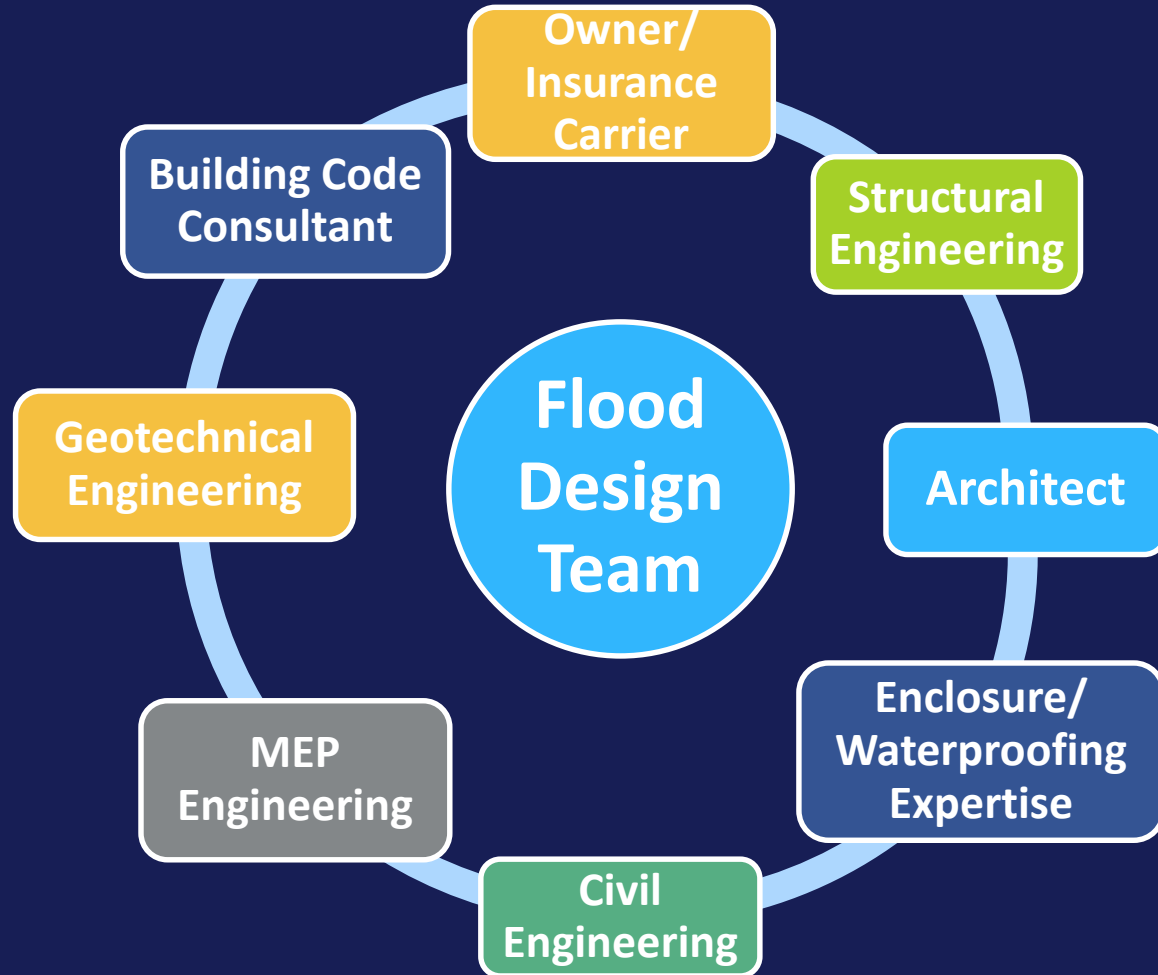 Owner/
Insurance
Carrier
Structural
Engineering
Architect
Enclosure/
Waterproofing
Expertise
Civil
Engineering
MEP
Engineering
Geotechnical
Engineering
Building Code
Consultant
Flood
Design
Team